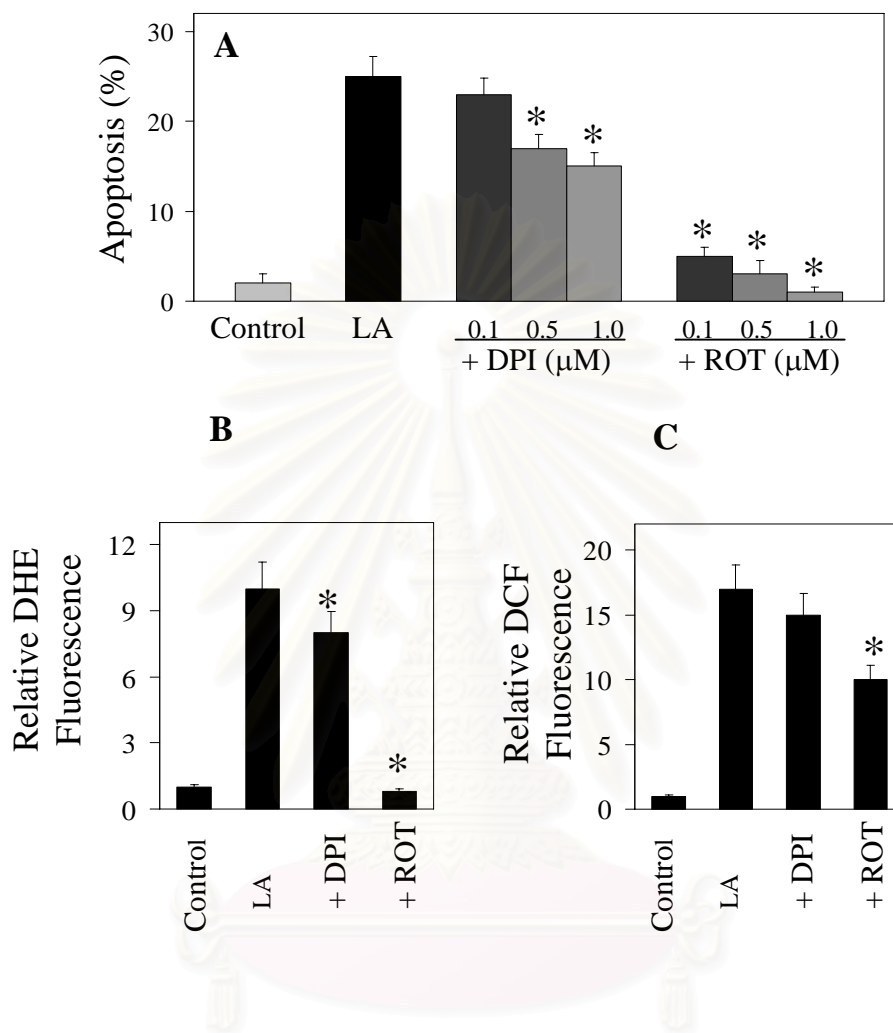 A
Apoptosis (%)
30
20
10
0
* * * * *
Control LA 0.1 0.5 1.0 0.1 0.5 1.0
+ DPI (μM) + ROT (μM)
B
Relative DHE
Fluorescence
12
9
6
3
0
*
*
Control
LA
+ DPI
+ ROT
C
Relative DCF
Fluorescence
20
15
10
5
0
*
Control
LA
+ DPI
+ ROT